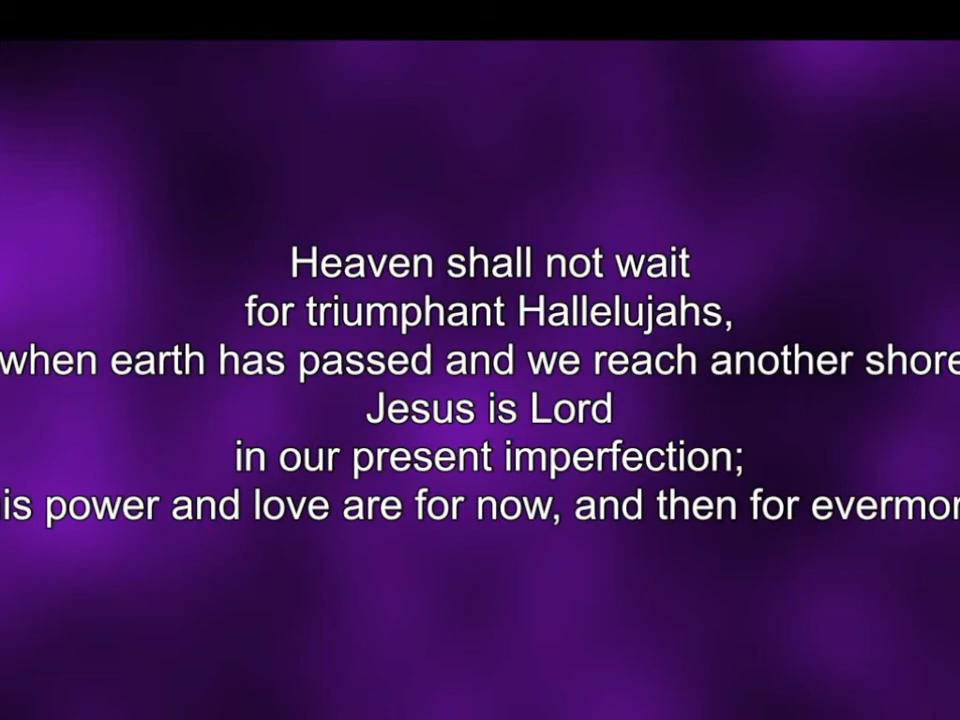 Heaven shall not wait
for triumphant Hallelujahs,
when earth has passed and we reach another shore
Jesus is Lord
in our present imperfection;
is power and love are for now, and then for evermor